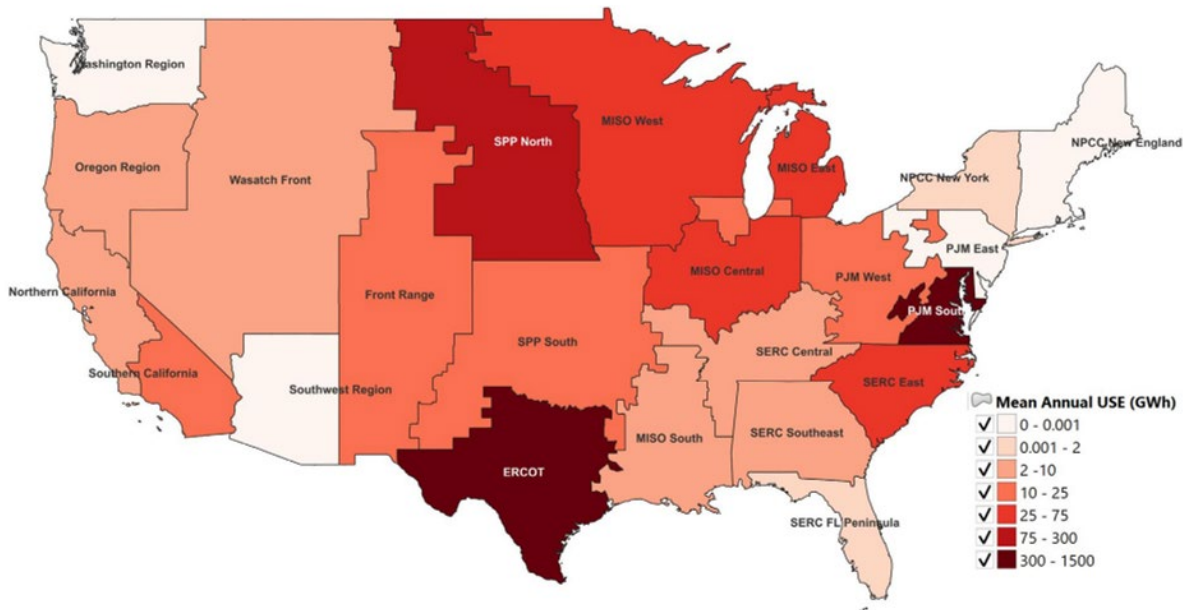 Washington Region
Oregon Region
Wasatch Front
SPP North
MISO West
MISO East
NPCC New York
NPCC New England
Northern California
Southern California
Southwest Region
Front Range
SPP South
MISO Central
PJM West
PJM East
PJM South
SERC Central
SERC East
ERCOT
MISO South
SERC Southeast
SERC FL Peninsula
Mean Annual USE (GWh)
0 - 0.001
0.001 - 2
2 -10
10 - 25
25 - 75
75 - 300
300 - 1500